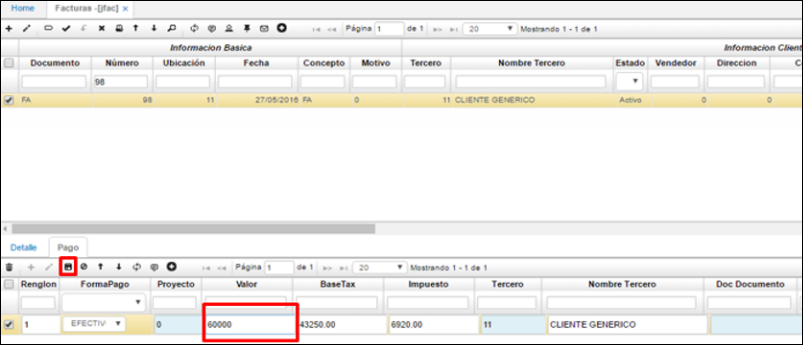 Home Facturas -[jfac] ×
Página 1 de 1 20 Mostrando 1 - 1 de 1
Informacion Basica Informacion Client
Documento Número Ubicación Fecha Concepto Motivo Tercero Nombre Tercero Estado Vendedor Direccion C
98
FA 98 11 27/05/2016 FA 0 11 CLIENTE GENERICO Activo 0 0
Detalle Pago
Página 1 de 1 20 Mostrando 1 - 1 de 1
Renglon FormaPago Proyecto Valor BaseTax Impuesto Tercero Nombre Tercero Doc Documento
1 EFECTIV 0 60000 43250.00 6920.00 11 CLIENTE GENERICO